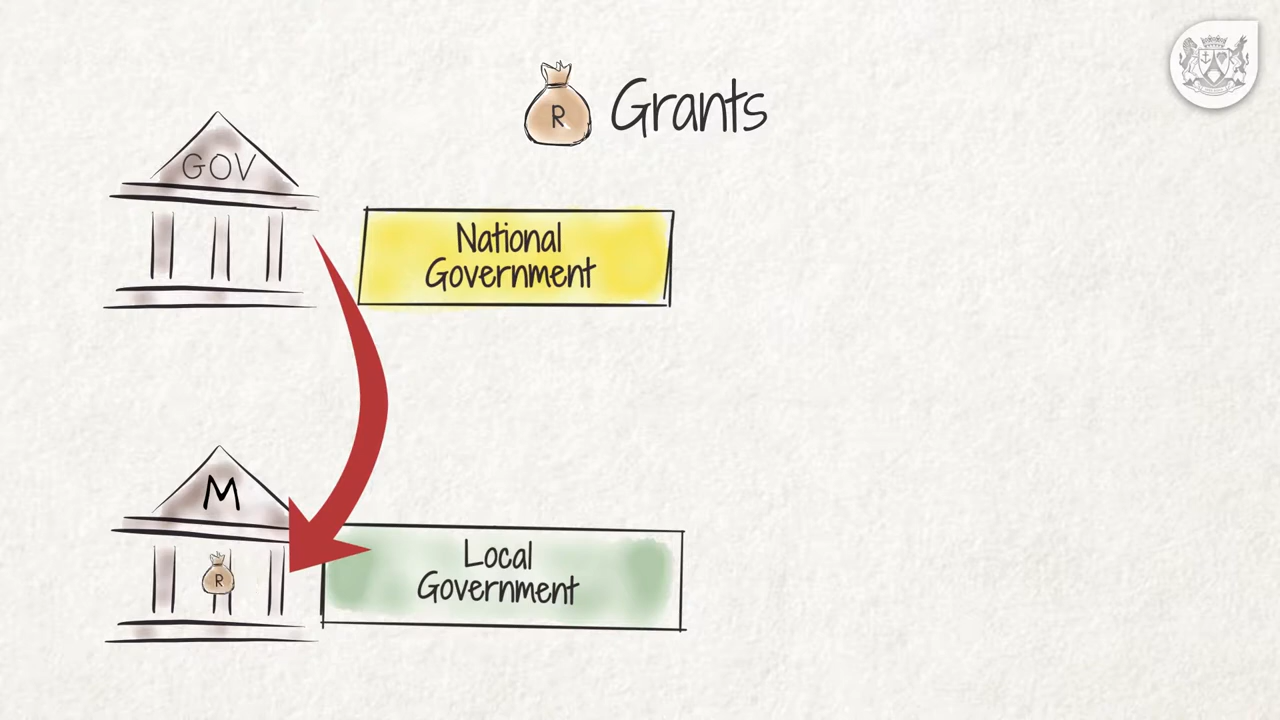 R
Grants
GOV
National
Government
M
R
Local
Government